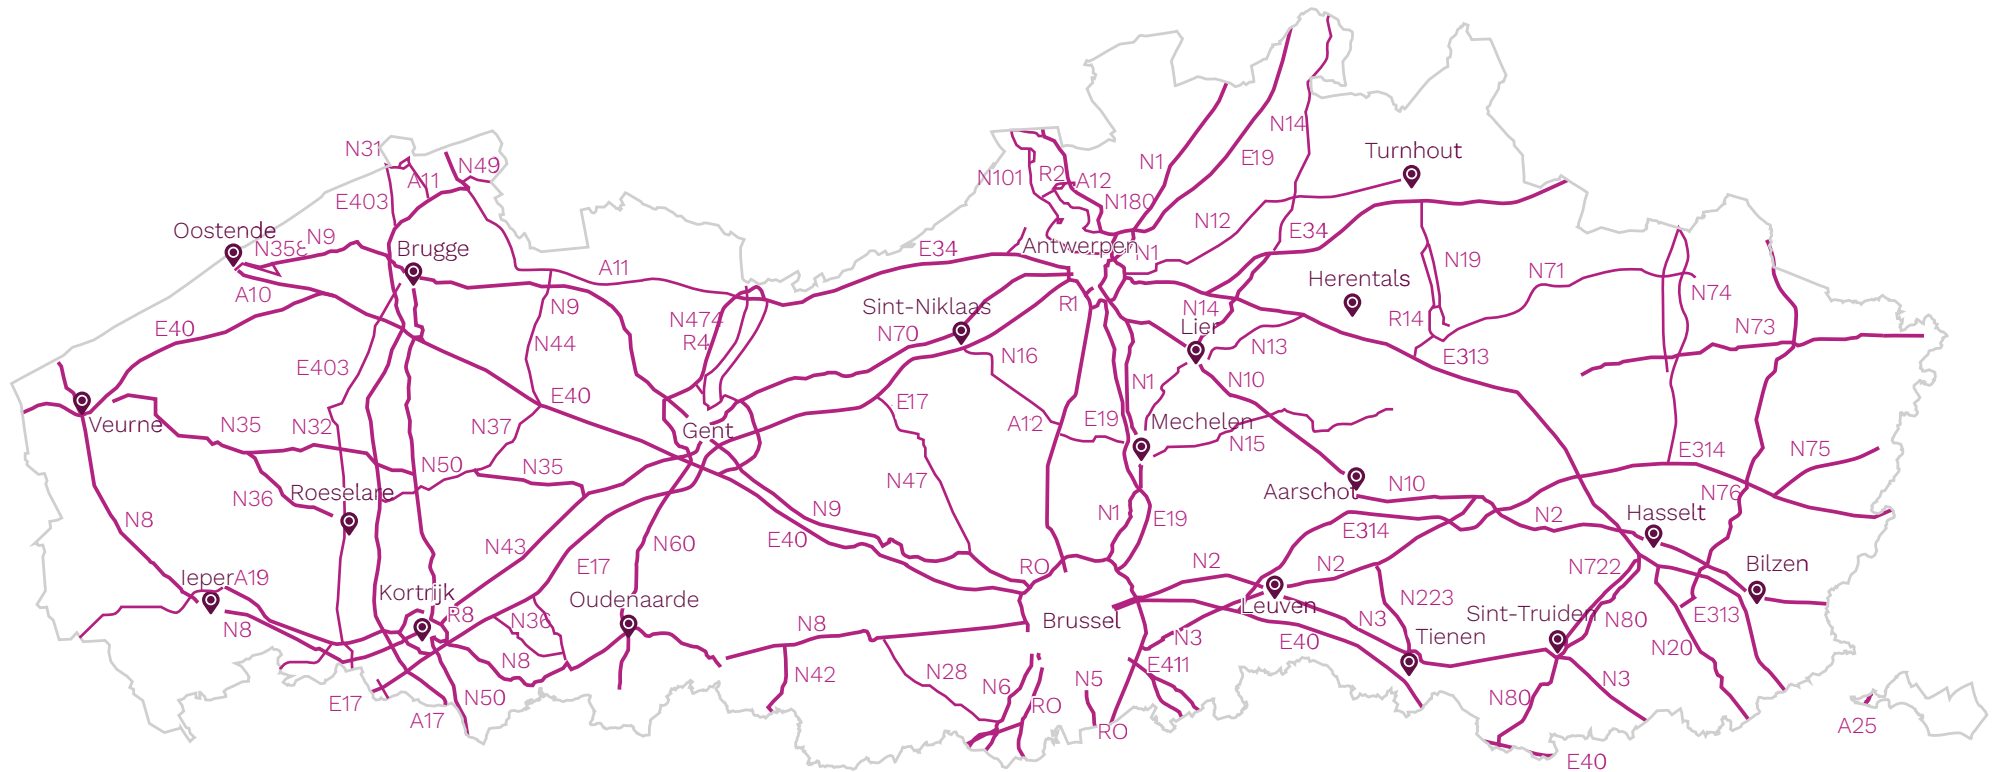 N31
N49
A11
E403
Oostende
N358
N9
Brugge
A10
E40
A11
N9
N44
E403
E40
Veurne
N35
N32
N37
N50
N35
N36
Roeselare
N8
N43
Ieper
A19
N8
Kortrijk
R8
N36
N8
E17
A17
N50
E17
Oudenaarde
N60
N474
R4
Gent
E34
Sint-Niklaas
N70
N16
E17
N47
A12
N9
E40
N8
N42
N28
N6
RO
N5
RO
E411
Brussel
RO
N101
R2
A12
N180
N1
E19
N14
Antwerpen
N1
N12
E34
R1
N14
Lier
N13
N10
N1
E19
Mechelen
N15
N1
E19
Turnhout
Herentals
N19
R14
E313
N71
N74
N73
Aarschot
N10
E314
N2
N2
N2
Leuven
N3
E40
N3
N223
Tienen
E314
N75
N76
Hasselt
N722
Bilzen
Sint-Truiden
N80
E313
N20
N3
N80
E40
A25